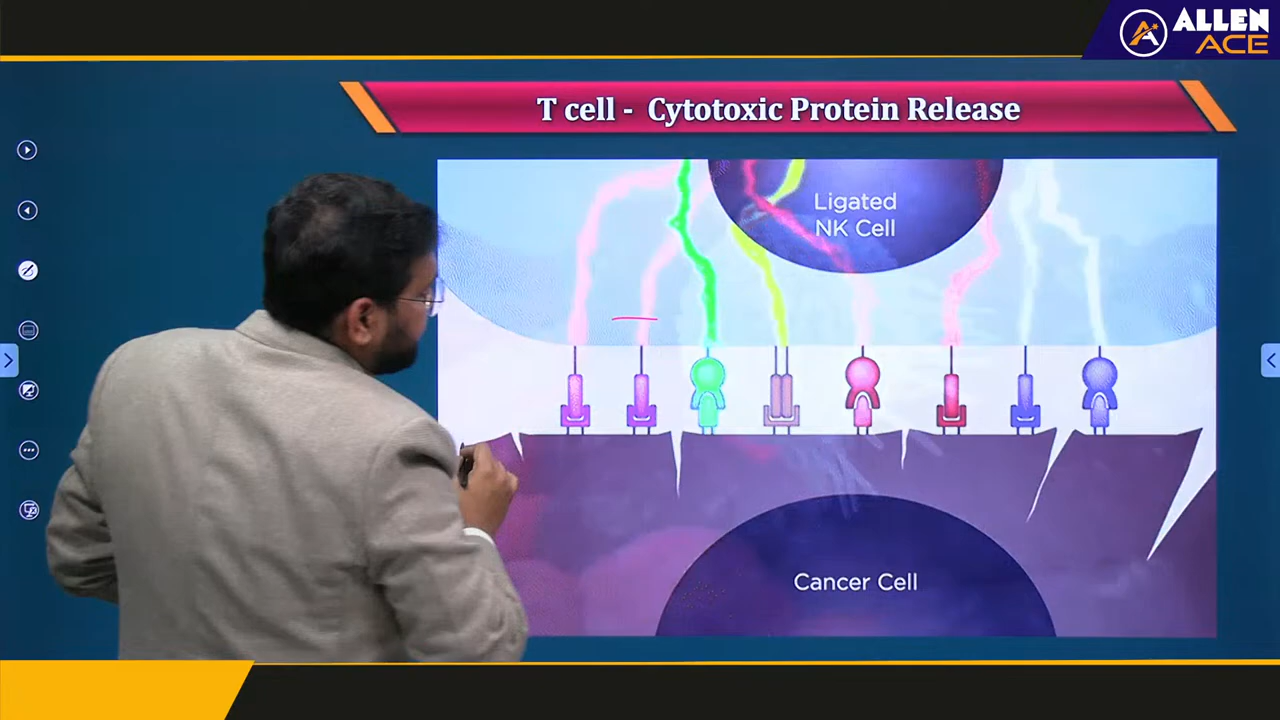 ALLEN
ACE
T cell - Cytotoxic Protein Release
Ligated
NK Cell
Cancer Cell